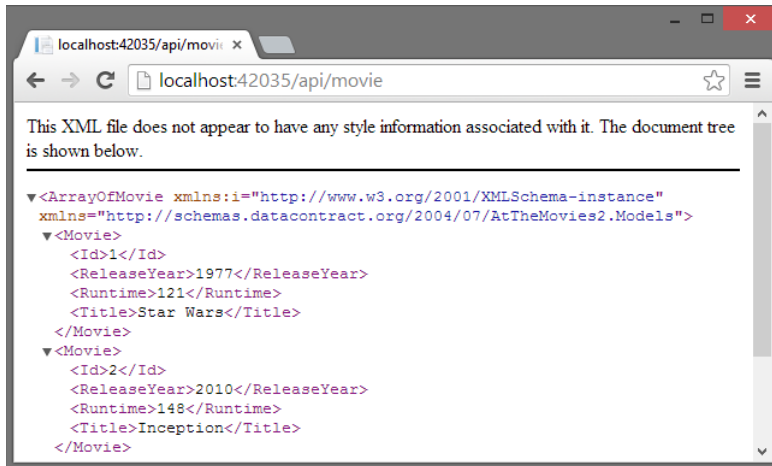 localhost:42035/api/movi
localhost:42035/api/movie
This XML file does not appear to have any style information associated with it. The document tree
is shown below.
▼<ArrayOfMovie xmlns:i="http://www.w3.org/2001/XMLSchema-instance"
xmlns="http://schemas.datacontract.org/2004/07/AtTheMovies2.Models">
▼<Movie>
<Id>1</Id>
<ReleaseYear>1977</ReleaseYear>
<Runtime>121</Runtime>
<Title>Star Wars</Title>
</Movie>
▼<Movie>
<Id>2</Id>
<ReleaseYear>2010</ReleaseYear>
<Runtime>148</Runtime>
<Title>Inception</Title>
</Movie>